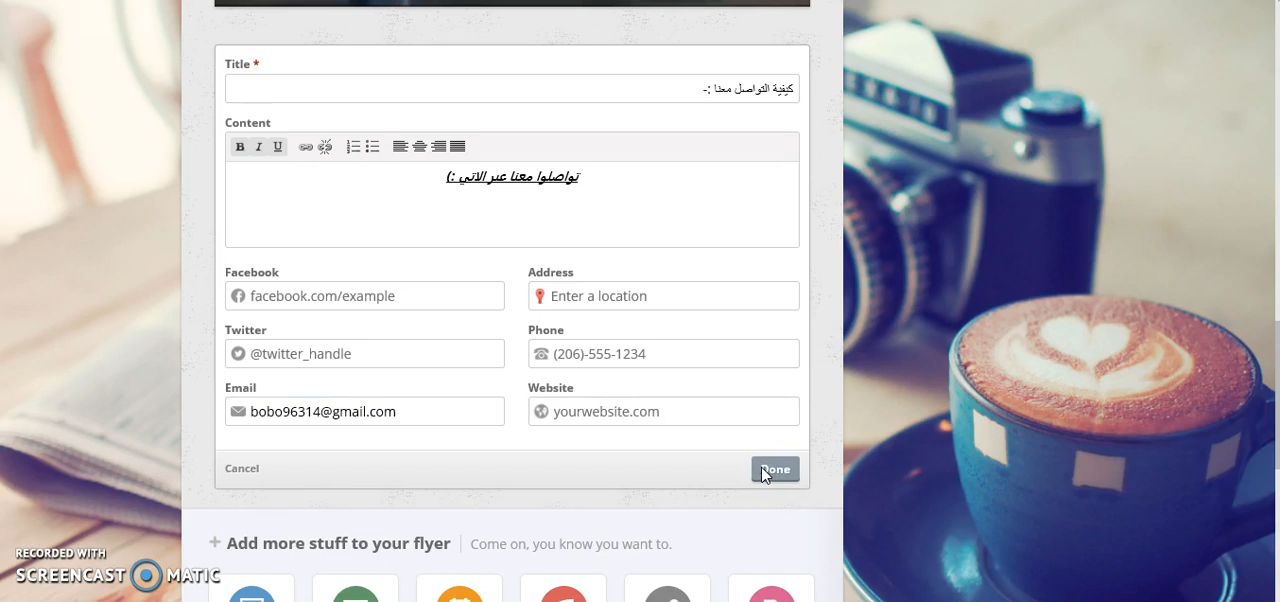 Title *
كيفية التواصل معنا :-
Content
B I U
تواصلوا معنا عبر الاتي :)
Facebook
facebook.com/example
Address
Enter a location
Twitter
@twitter_handle
Phone
(206)-555-1234
Email
bobo96314@gmail.com
Website
yourwebsite.com
Cancel
Done
+ Add more stuff to your flyer
Come on, you know you want to.
RECORDED WITH
SCREENCAST MATIC